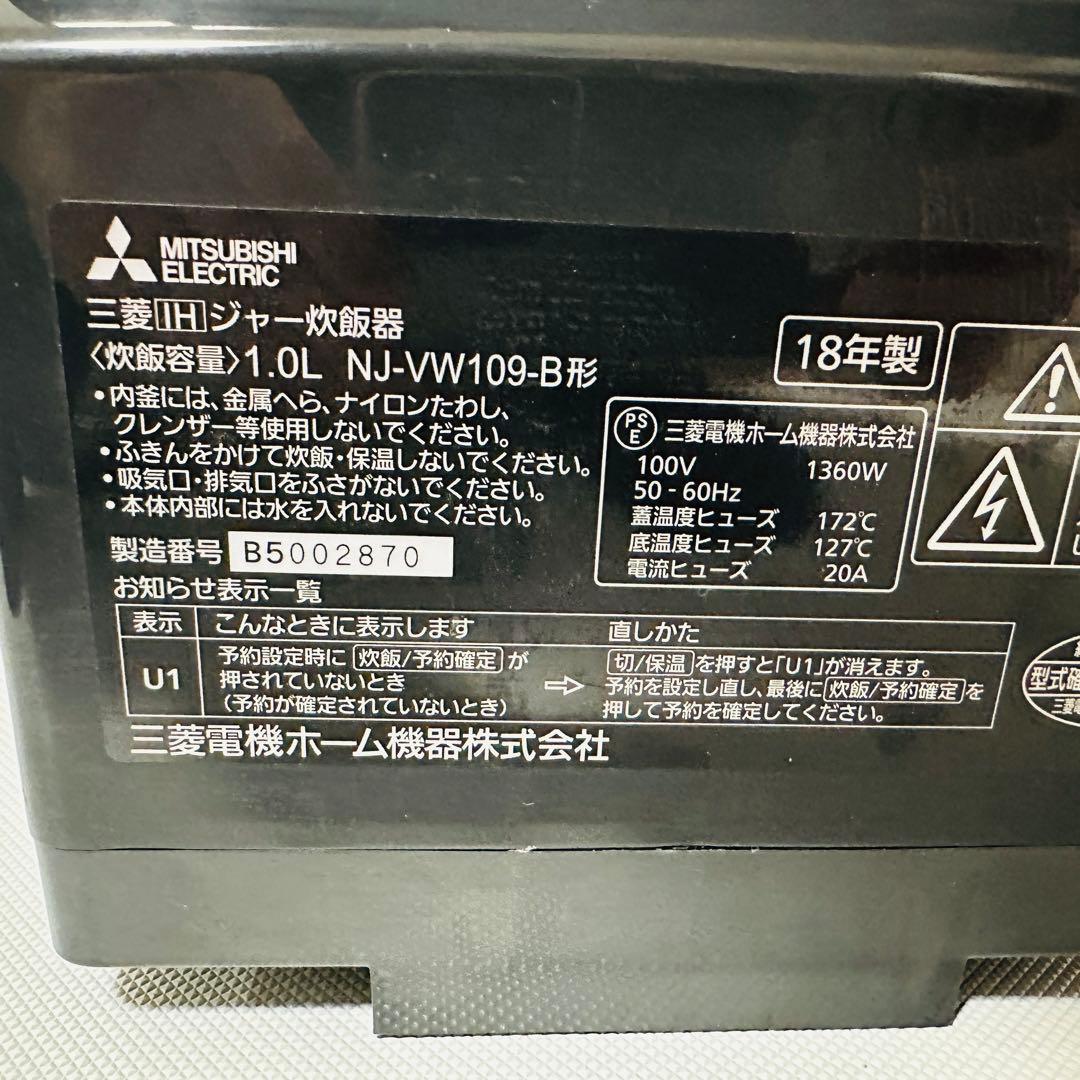 MITSUBISHI
ELECTRIC
三菱IHジャー炊飯器
〈炊飯容量〉1.0L NJ-VW109-B形
•内釜には、金属へら、ナイロンたわし、
クレンザー等使用しないでください。
•ふきんをかけて炊飯・保温しないでください。
•吸気口・排気口をふさがないでください。
•本体内部には水を入れないでください。
製造番号 B5002870
18年製
PSE 三菱電機ホーム機器株式会社
100V 1360W
50-60Hz
蓋温度ヒューズ 172℃
底温度ヒューズ 127℃
電流ヒューズ 20A
お知らせ表示一覧
表示 こんなときに表示します 直しかた
U1
予約設定時に 炊飯/予約確定 が
押されていないとき
(予約が確定されていないとき)
⇨
切/保温 を押すと「U1」が消えます。
予約を設定し直し、最後に 炊飯/予約確定 を
押して予約を確定してください。
三菱電機ホーム機器株式会社
型式確